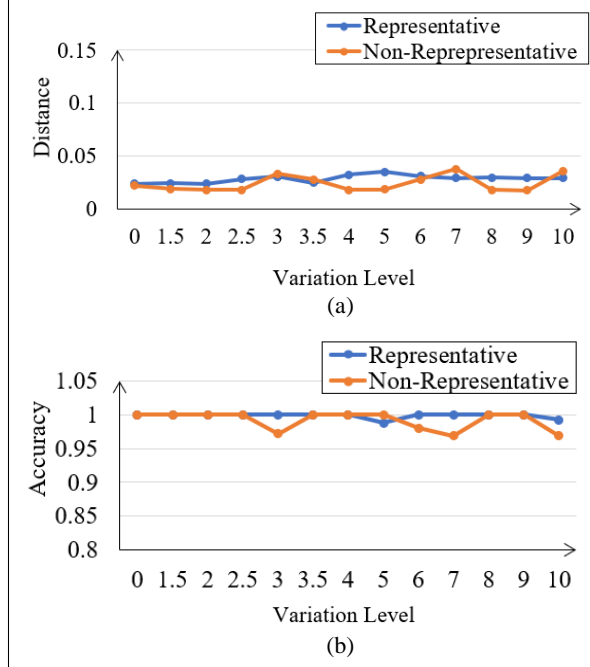 Representative
Non-Reprepresentative
0.15
0.1
0.05
0
Distance
0 1.5 2 2.5 3 3.5 4 5 6 7 8 9 10
Variation Level
(a)
Representative
Non-Representative
1.05
1
0.95
0.9
0.85
0.8
Accuracy
0 1.5 2 2.5 3 3.5 4 5 6 7 8 9 10
Variation Level
(b)